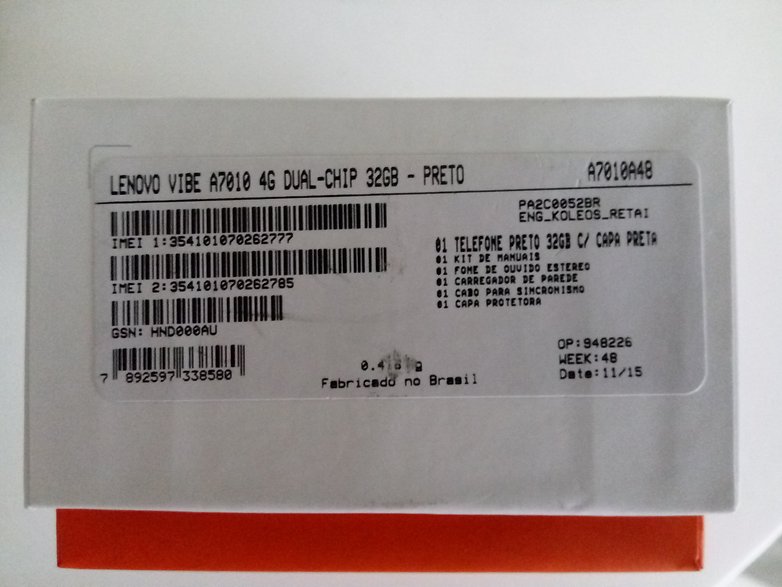 LENOVO VIBE A7010 4G DUAL-CHIP 32GB - PRETO A7010A48
PA2C0052BR
ENG_KOLEOS_RETAI
IMEI 1:354101070262777
IMEI 2:354101070262785
GSN: HND000AU
7 892597 338580
01 TELEFONE PRETO 32GB C/ CAPA PRETA
01 KIT DE MANUAIS
01 FONE DE OUVIDO ESTEREO
01 CARREGADOR DE PAREDE
01 CABO PARA SINCRONISMO
01 CAPA PROTETORA
Fabricado no Brasil
OP:948226
WEEK:48
Date:11/15